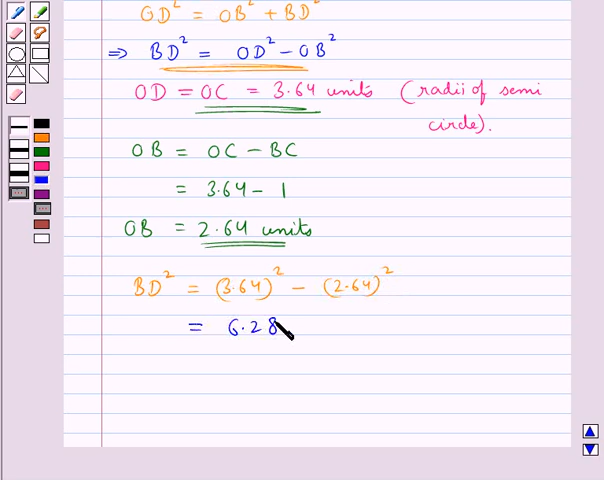 OD² = OB² + BD²
⇒ BD² = OD² - OB²
OD = OC = 3.64 units (radii of semi circle).
OB = OC - BC
= 3.64 - 1
OB = 2.64 units
BD² = (3.64)² - (2.64)²
= 6.28